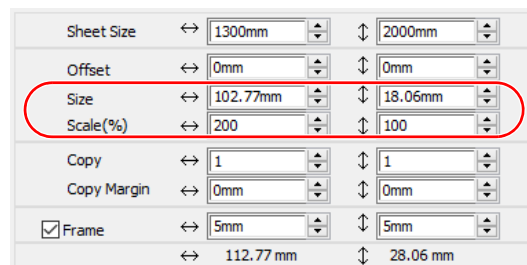 Sheet Size ↔ 1300mm ↕ 2000mm
Offset ↔ 0mm ↕ 0mm
Size ↔ 102.77mm ↕ 18.06mm
Scale(%) ↔ 200 ↕ 100
Copy ↔ 1 ↕ 1
Copy Margin ↔ 0mm ↕ 0mm
Frame ↔ 5mm ↕ 5mm
↔ 112.77 mm ↕ 28.06 mm